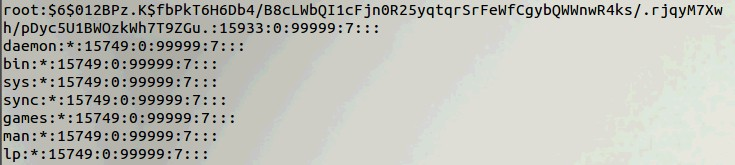 root:$6$012BPz.K$fbPkT6H6Db4/B8cLWbQI1cFjn0R25yqtqrSrFeWfCgybQWWnwR4ks/.rjqyM7Xw
h/pDyc5U1BWOzkWh7T9ZGu.:15933:0:99999:7:::
daemon:*:15749:0:99999:7:::
bin:*:15749:0:99999:7:::
sys:*:15749:0:99999:7:::
sync:*:15749:0:99999:7:::
games:*:15749:0:99999:7:::
man:*:15749:0:99999:7:::
lp:*:15749:0:99999:7:::